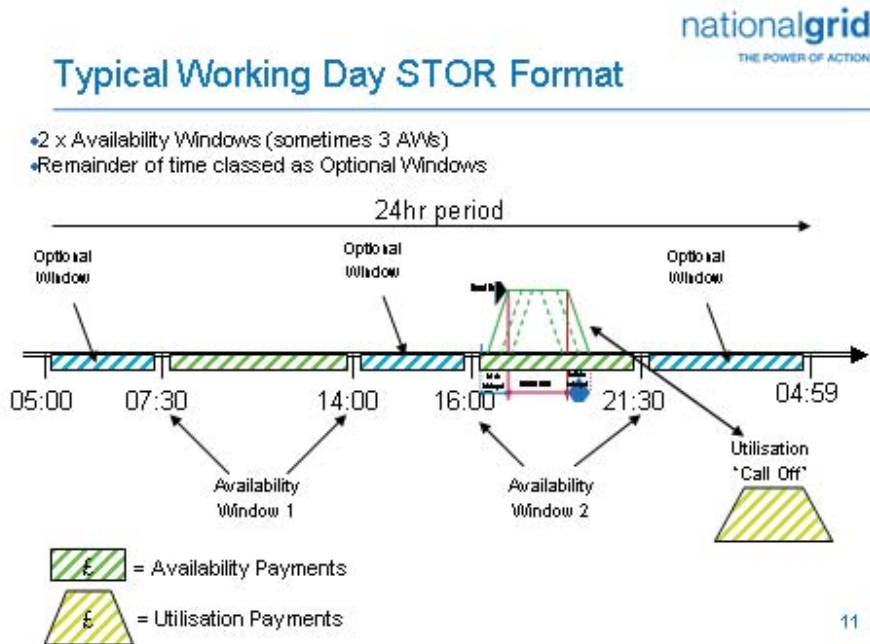 nationalgrid
THE POWER OF ACTION
Typical Working Day STOR Format
•2 x Availability Windows (sometimes 3 AWs)
•Remainder of time classed as Optional Windows
24hr period
Optional
Window
Optional
Window
Optional
Window
05:00
07:30
14:00
16:00
21:30
04:59
Availability
Window 1
Availability
Window 2
Utilisation
"Call Off"
£ = Availability Payments
£ = Utilisation Payments
11